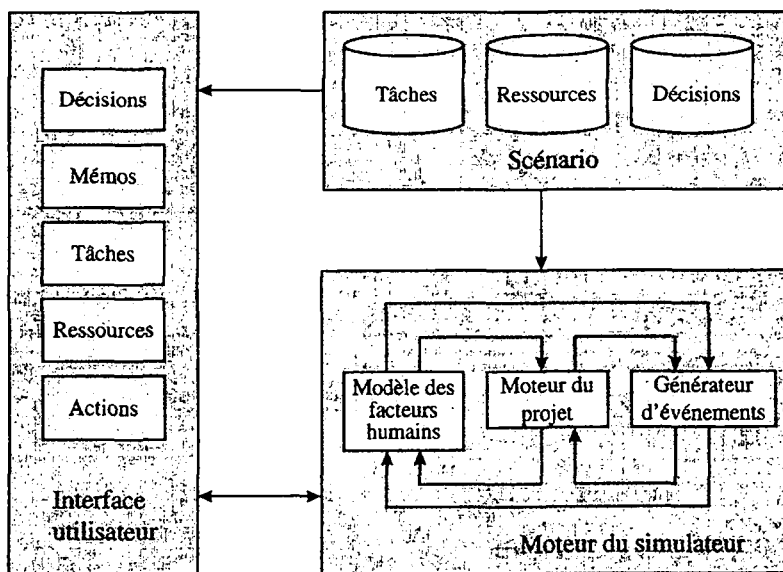 Décisions
Mémos
Tâches
Ressources
Actions
Interface
utilisateur
Tâches
Ressources
Décisions
Scénario
Modèle des
facteurs
humains
Moteur du
projet
Générateur
d'événements
Moteur du simulateur